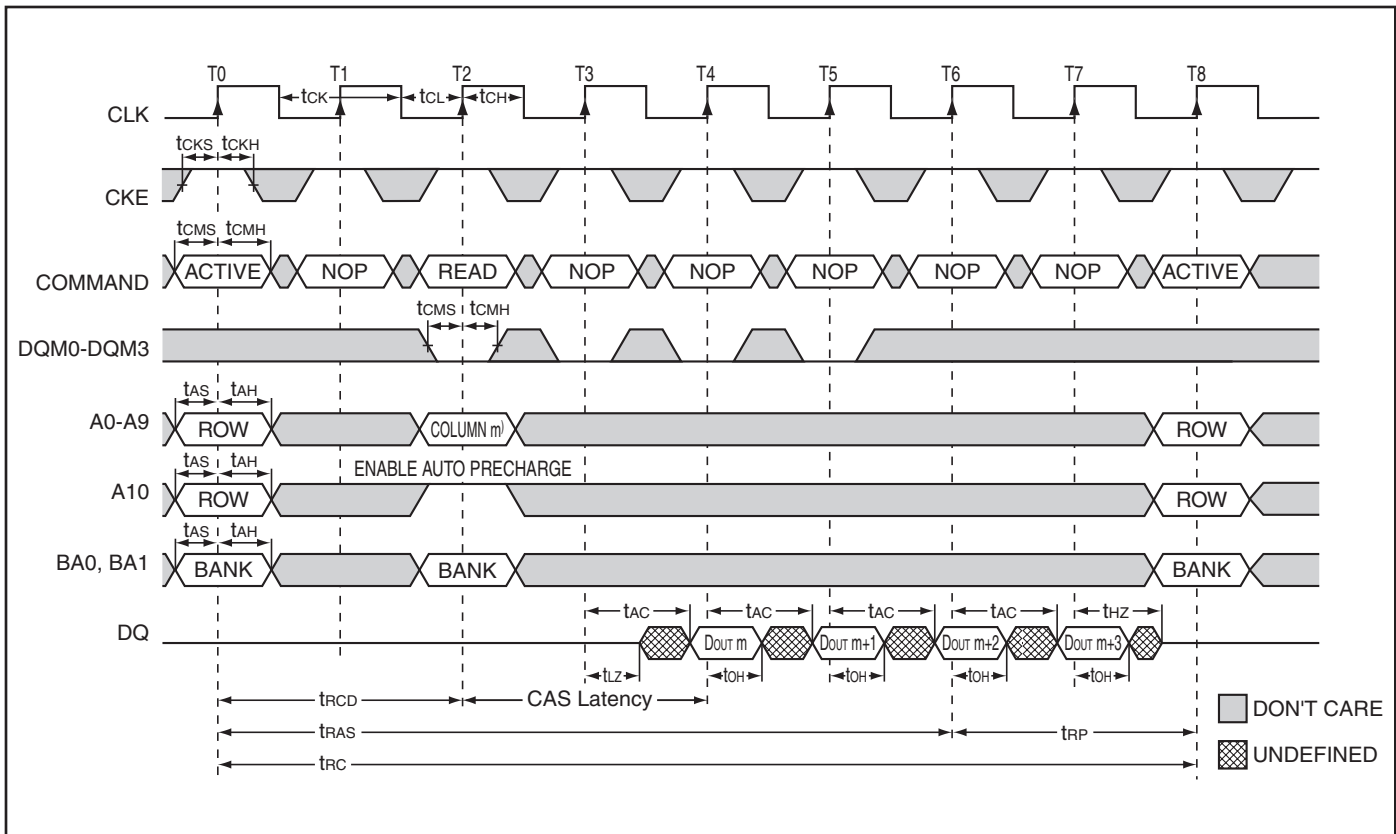 T0 T1 T2 T3 T4 T5 T6 T7 T8
tCK tCL tCH
CLK
tCKS tCKH
CKE
tCMS tCMH
COMMAND ACTIVE NOP READ NOP NOP NOP NOP NOP ACTIVE
tCMS tCMH
DQM0-DQM3
tAS tAH
A0-A9 ROW COLUMN m) ROW
tAS tAH ENABLE AUTO PRECHARGE
A10 ROW ROW
tAS tAH
BA0, BA1 BANK BANK BANK
tAC tAC tAC tAC tHZ
DQ DOUT m DOUT m+1 DOUT m+2 DOUT m+3
tLZ tOH tOH tOH tOH
tRCD CAS Latency
DON'T CARE
tRAS tRP
UNDEFINED
tRC